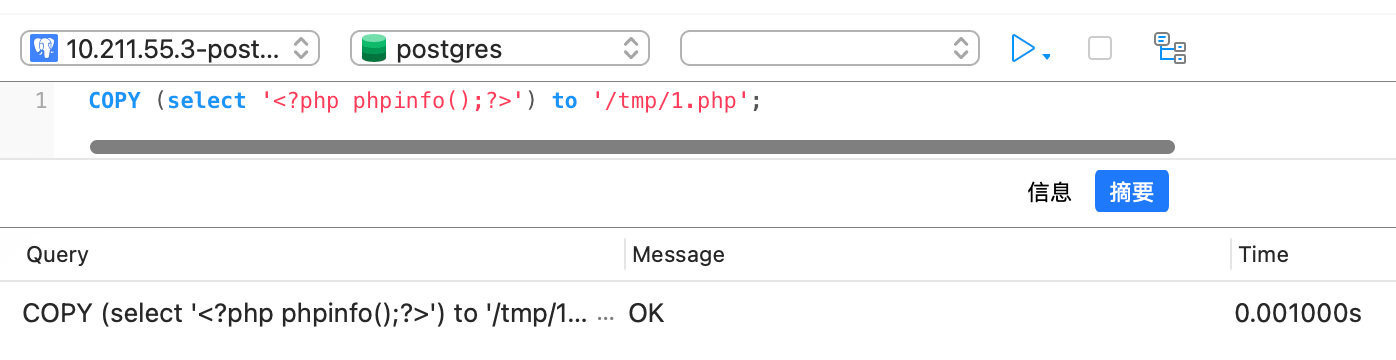 10.211.55.3-post... postgres
1 COPY (select '<?php phpinfo();?>') to '/tmp/1.php';
信息 摘要
Query Message Time
COPY (select '<?php phpinfo();?>') to '/tmp/1... ... OK 0.001000s